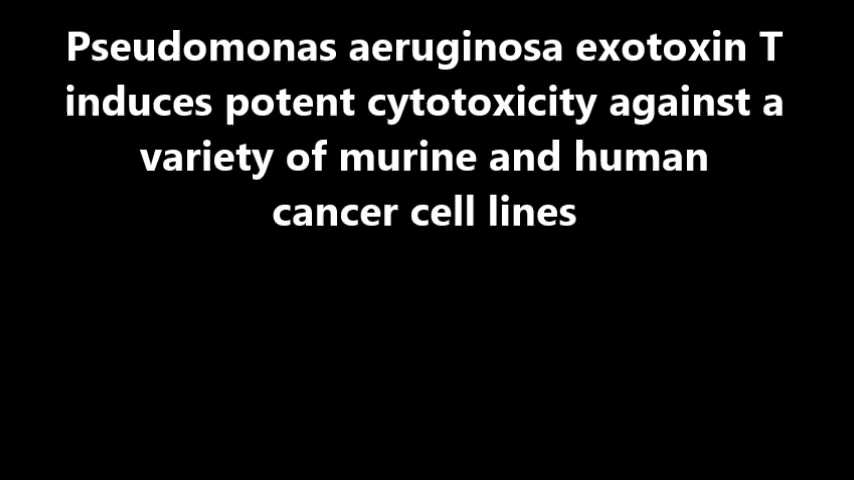 Pseudomonas aeruginosa exotoxin T
induces potent cytotoxicity against a
variety of murine and human
cancer cell lines